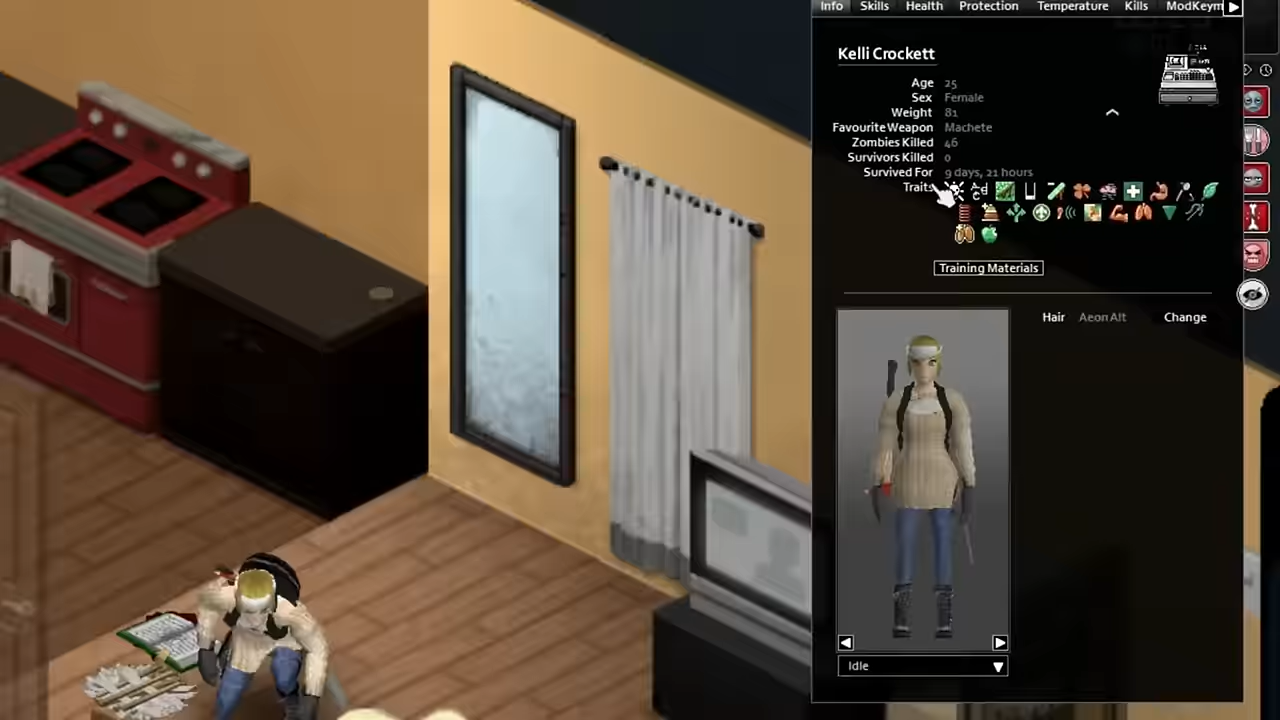 Info Skills Health Protection Temperature Kills ModKeym
Kelli Crockett
Age 25
Sex Female
Weight 81
Favourite Weapon Machete
Zombies Killed 46
Survivors Killed 0
Survived For 9 days, 21 hours
Traits
Training Materials
Hair Aeon Alt Change
Idle